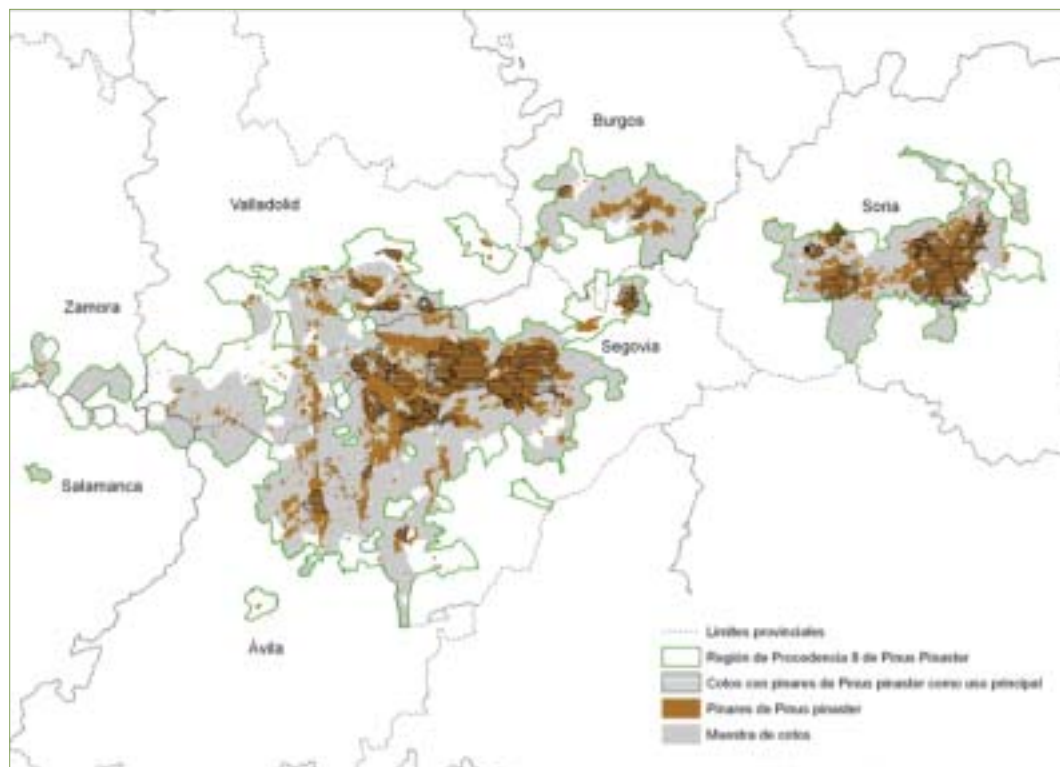 Burgos
Valladolid
Soria
Zamora
Segovia
Salamanca
Ávila
Límites provinciales
Región de Procedencia 8 de Pinus Pinaster
Cotos con pinares de Pinus pinaster como uso principal
Pinares de Pinus pinaster
Muestra de cotos